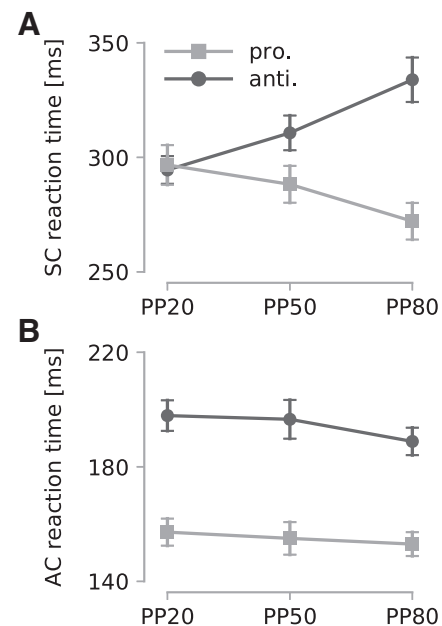 A
SC reaction time [ms]
350
300
250
pro.
anti.
PP20 PP50 PP80
B
AC reaction time [ms]
220
180
140
PP20 PP50 PP80